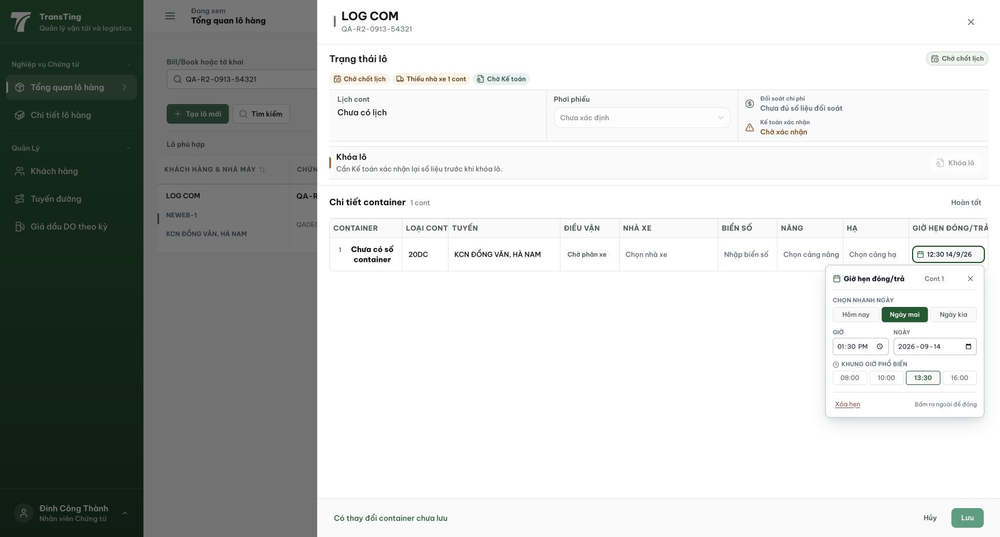 TransTing
Quản lý vận tải và logistics
Nghiệp vụ Chứng từ
Tổng quan lô hàng
Chi tiết lô hàng
Quản Lý
Khách hàng
Tuyến đường
Giá dầu DO theo kỳ
Đinh Công Thành
Nhân viên Chứng từ
Đang xem
Tổng quan lô hàng
Bill/Book hoặc tờ khai
QA-R2-0913-54321
Tạo lô mới
Tìm kiếm
Lô phù hợp
KHÁCH HÀNG & NHÀ MÁY
CHỨN
LOG COM
QA-R
NEWEB-1
QADEC
KCN ĐỒNG VĂN, HÀ NAM
LOG COM
QA-R2-0913-54321
Trạng thái lô
Chờ chốt lịch
Chờ chốt lịch
Thiếu nhà xe 1 cont
Chờ Kế toán
Lịch cont
Chưa có lịch
Phơi phiếu
Chưa xác định
Đối soát chi phí
Chưa đủ số liệu đối soát
Kế toán xác nhận
Chờ xác nhận
Khóa lô
Cần Kế toán xác nhận lại số liệu trước khi khóa lô.
Khóa lô
Chi tiết container
1 cont
Hoàn tất
CONTAINER
LOẠI CONT
TUYẾN
ĐIỀU VẬN
NHÀ XE
BIỂN SỐ
NÂNG
HẠ
GIỜ HẸN ĐÓNG/TRẢ
1
Chưa có số
container
20DC
KCN ĐỒNG VĂN, HÀ NAM
Chờ phân xe
Chọn nhà xe
Nhập biển số
Chọn cảng nâng
Chọn cảng hạ
12:30 14/9/26
Giờ hẹn đóng/trả
Cont 1
CHỌN NHANH NGÀY
Hôm nay
Ngày mai
Ngày kia
GIỜ
NGÀY
01:30 PM
2026-09-14
KHUNG GIỜ PHỔ BIẾN
08:00
10:00
13:30
16:00
Xóa hẹn
Bấm ra ngoài để đóng
Có thay đổi container chưa lưu
Hủy
Lưu